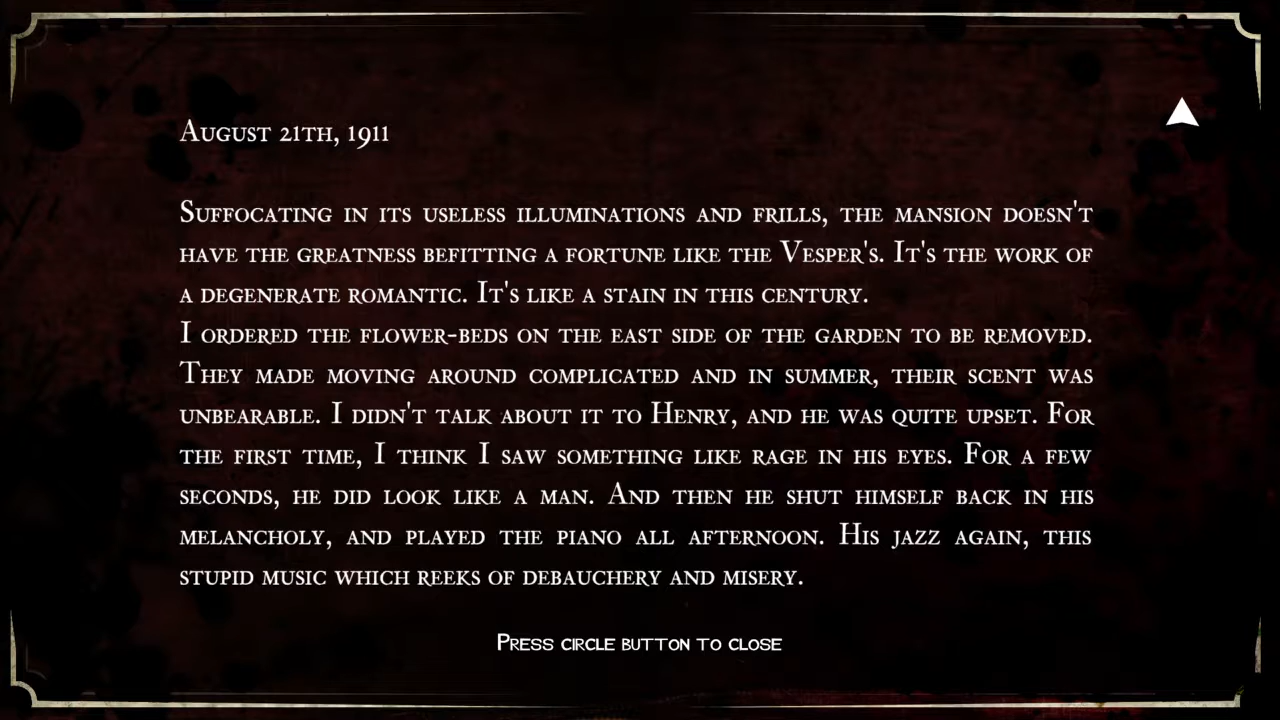 August 21th, 1911
Suffocating in its useless illuminations and frills, the mansion doesn't
have the greatness befitting a fortune like the Vesper's. It's the work of
a degenerate romantic. It's like a stain in this century.
I ordered the flower-beds on the east side of the garden to be removed.
They made moving around complicated and in summer, their scent was
unbearable. I didn't talk about it to Henry, and he was quite upset. For
the first time, I think I saw something like rage in his eyes. For a few
seconds, he did look like a man. And then he shut himself back in his
melancholy, and played the piano all afternoon. His jazz again, this
stupid music which reeks of debauchery and misery.
Press circle button to close